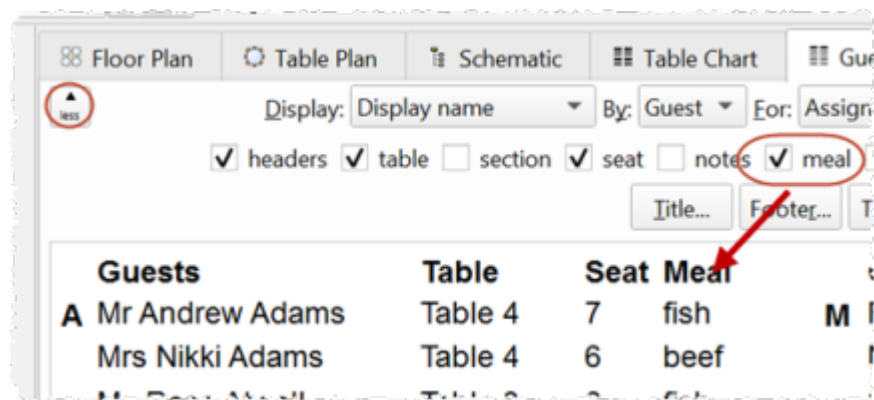 Floor Plan Table Plan Schematic Table Chart Gue
less Display: Display name By: Guest For: Assign
headers table section seat notes meal
Title... Footer... T
Guests Table Seat Meal
A Mr Andrew Adams Table 4 7 fish M
Mrs Nikki Adams Table 4 6 beef